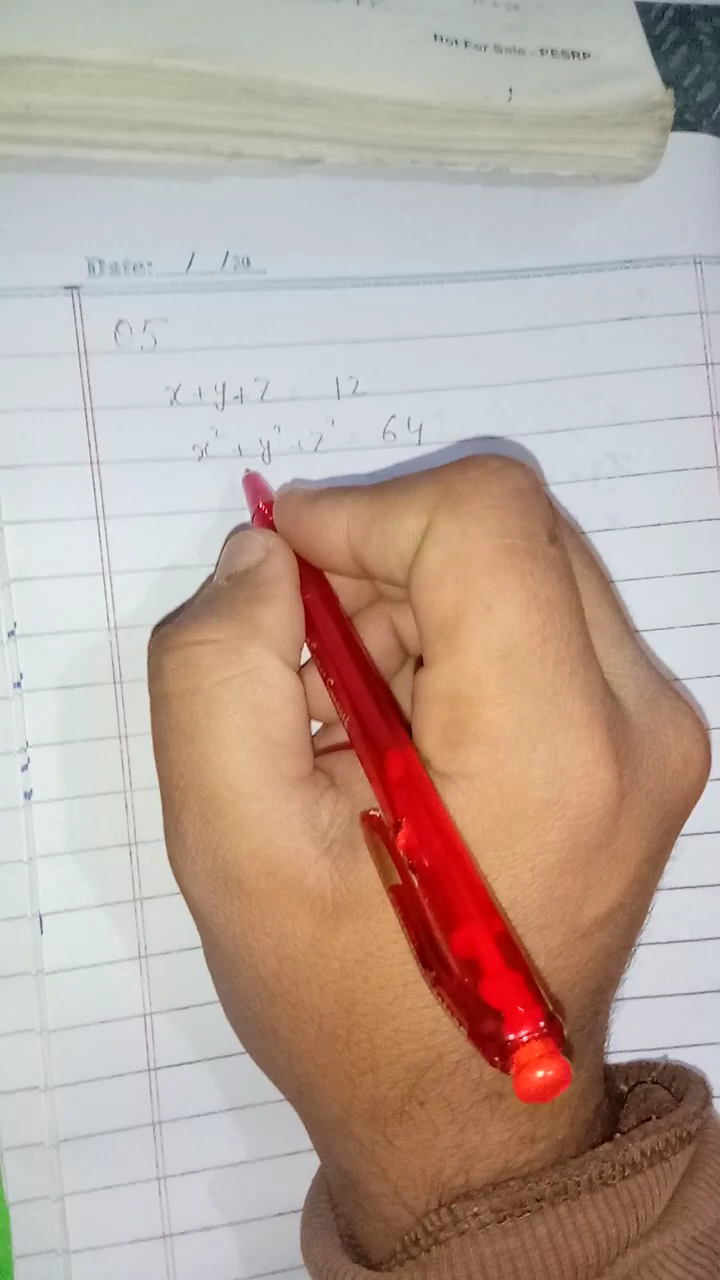 Not For Sale - PESRP
Date: / /20
Q5
x+y+z = 12
x²+y²+z² = 64